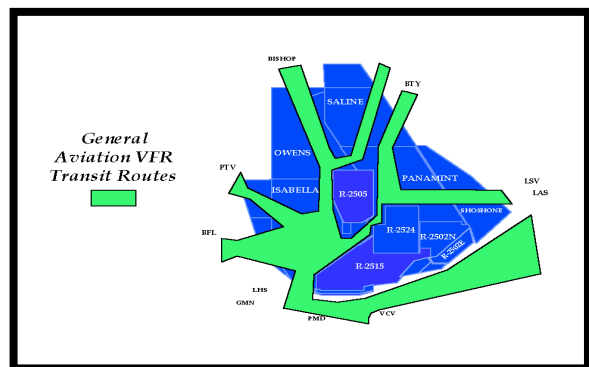 General
Aviation VFR
Transit Routes
BISHOP
BTY
SALINE
OWENS
PTV
ISABELLA
R-2505
PANAMINT
LSV
LAS
SHOSHONE
BFL
R-2524
R-2502N
R-2502E
R-2515
LHS
GMN
PMD
VCV